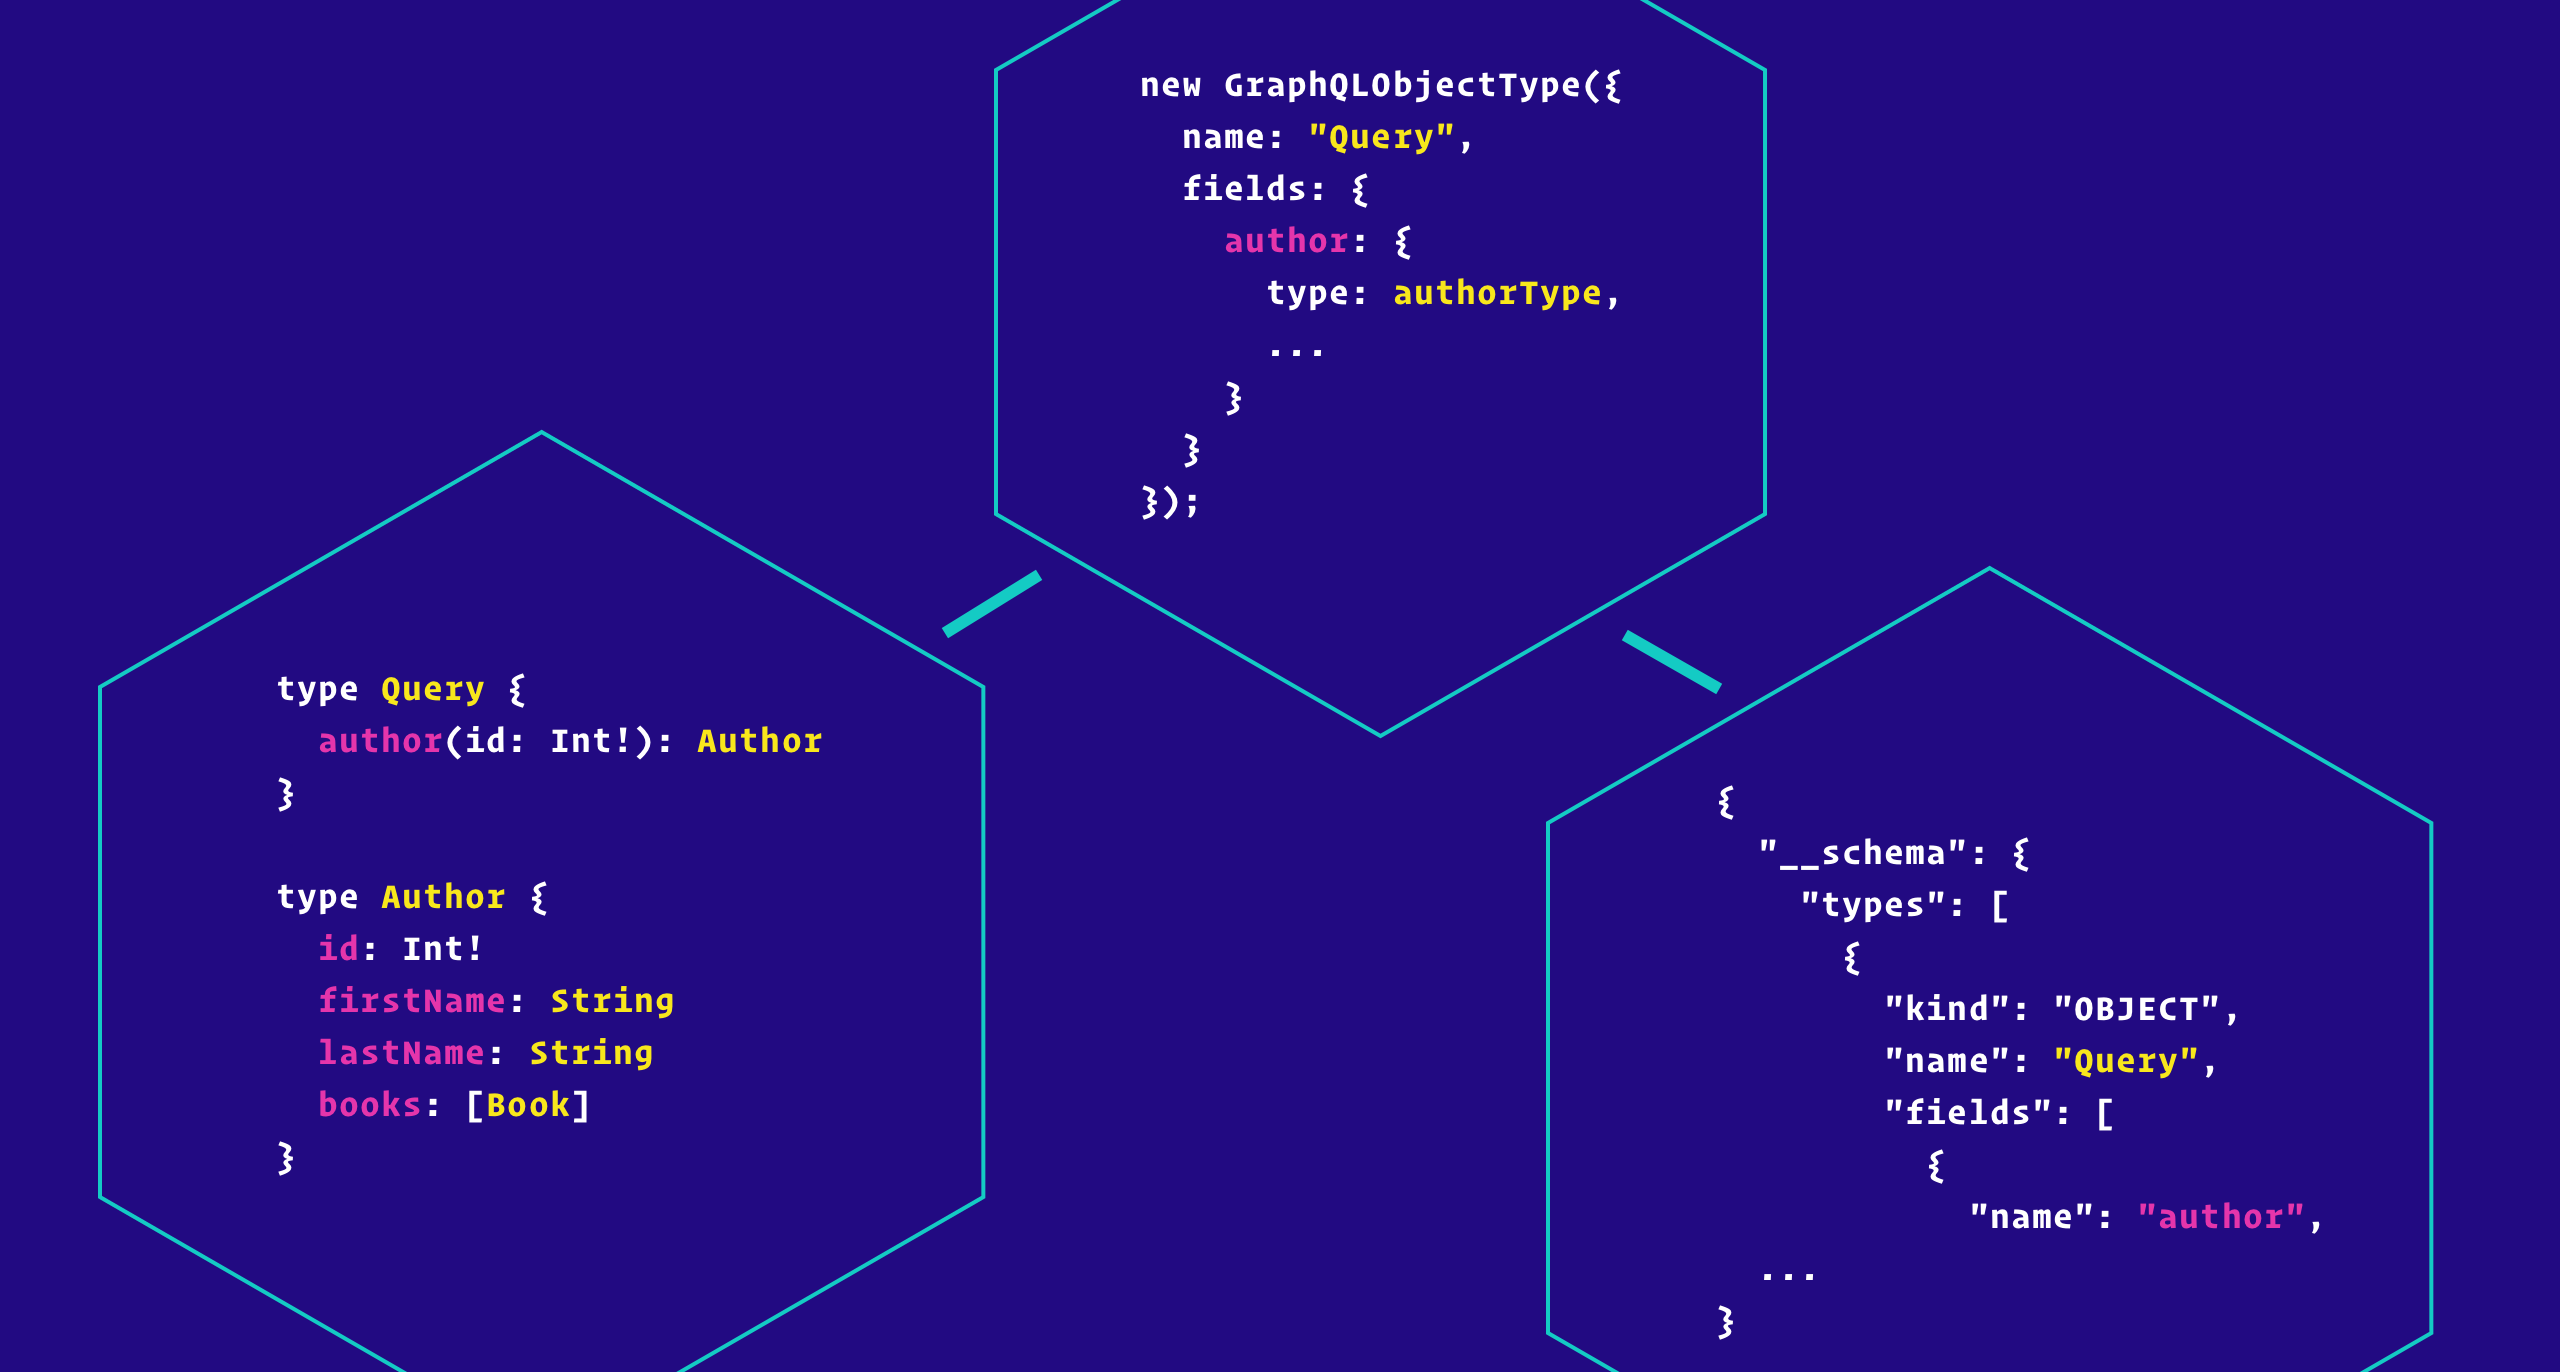 new GraphQLObjectType({
  name: "Query",
  fields: {
    author: {
      type: authorType,
      ...
    }
  }
});
type Query {
  author(id: Int!): Author
}
type Author {
  id: Int!
  firstName: String
  lastName: String
  books: [Book]
}
{
  "__schema": {
    "types": [
      {
        "kind": "OBJECT",
        "name": "Query",
        "fields": [
          {
            "name": "author",
  ...
}